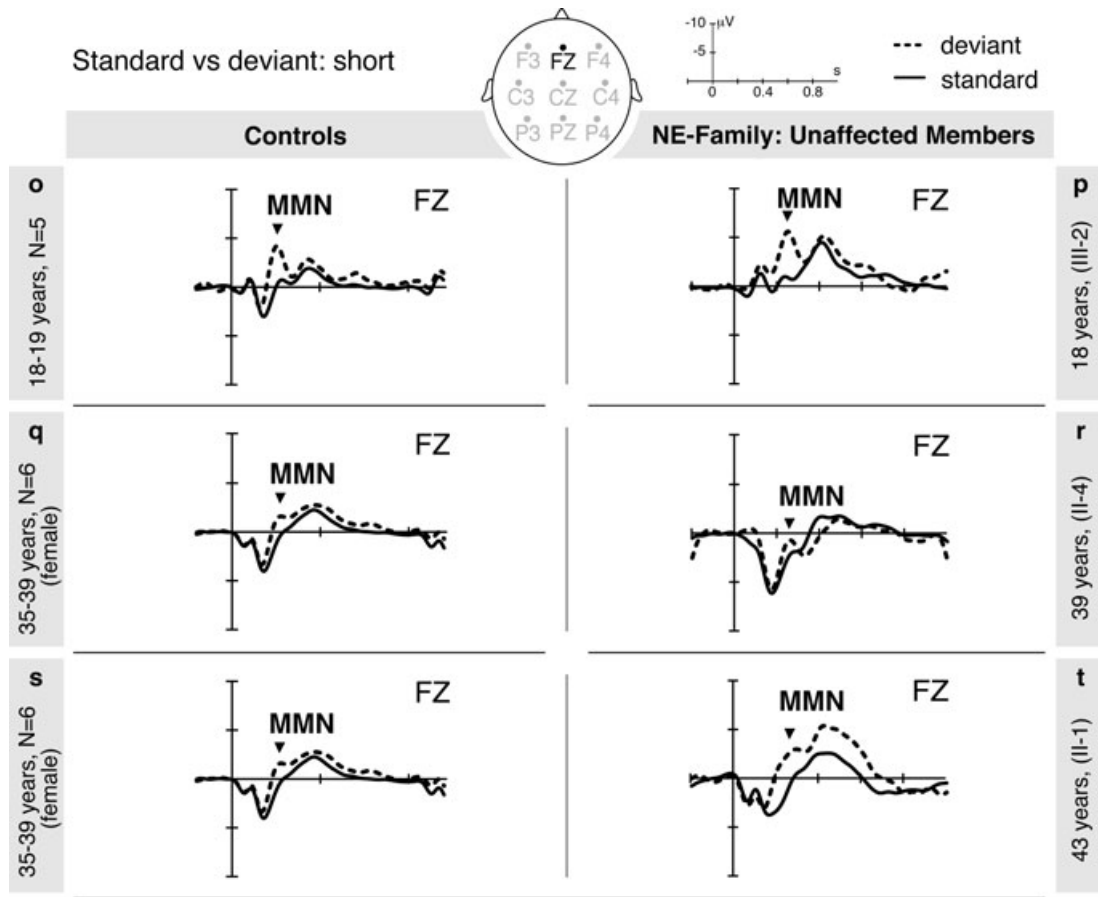 Standard vs deviant: short
F3 FZ F4
C3 CZ C4
P3 PZ P4
-10 µV
-5
s
0 0.4 0.8
deviant
standard
Controls
NE-Family: Unaffected Members
o
18-19 years, N=5
MMN FZ
p
18 years, (III-2)
MMN FZ
q
35-39 years, N=6
(female)
MMN FZ
r
39 years, (II-4)
MMN FZ
s
35-39 years, N=6
(female)
MMN FZ
t
43 years, (II-1)
MMN FZ